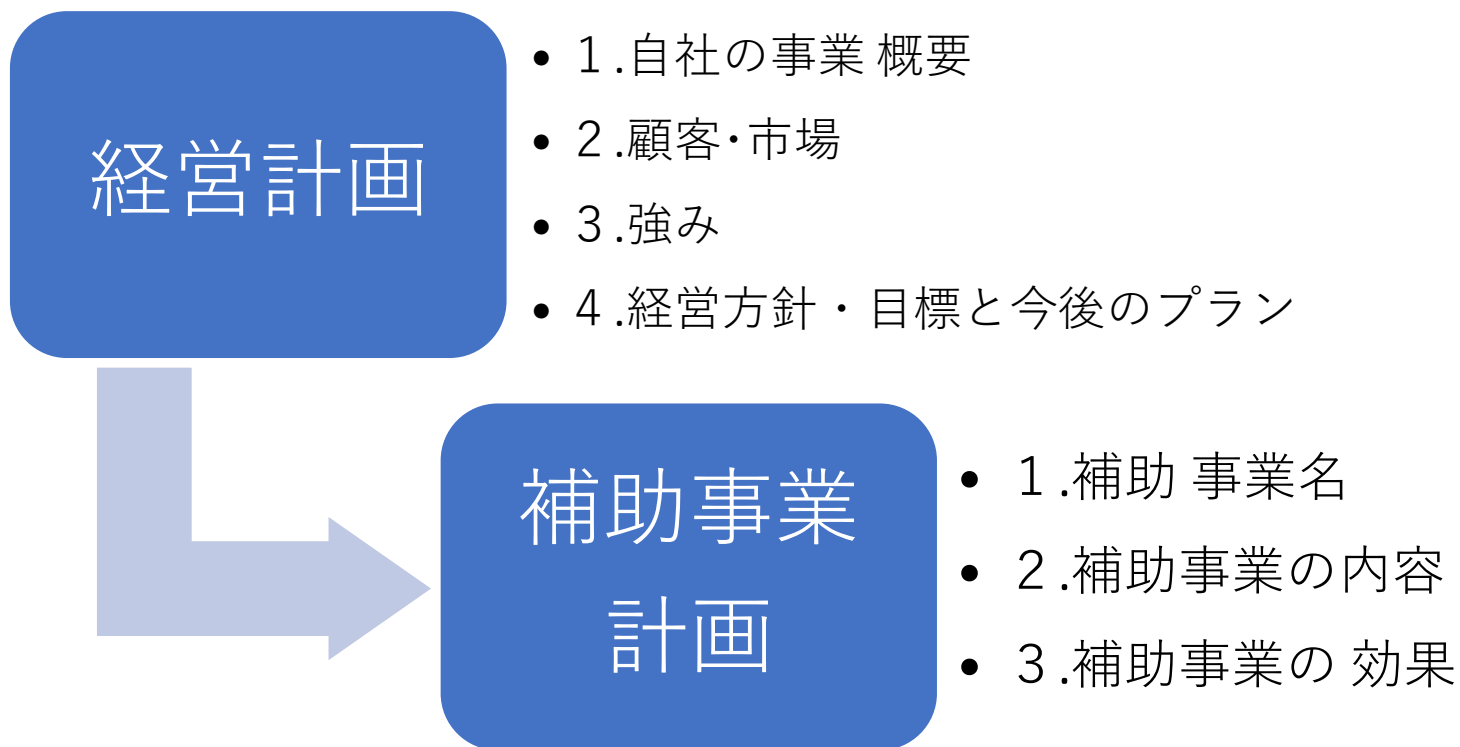 経営計画
• １.自社の事業 概要
• ２.顧客･市場
• ３.強み
• ４.経営方針・目標と今後のプラン
補助事業
計画
• １.補助 事業名
• ２.補助事業の内容
• ３.補助事業の 効果